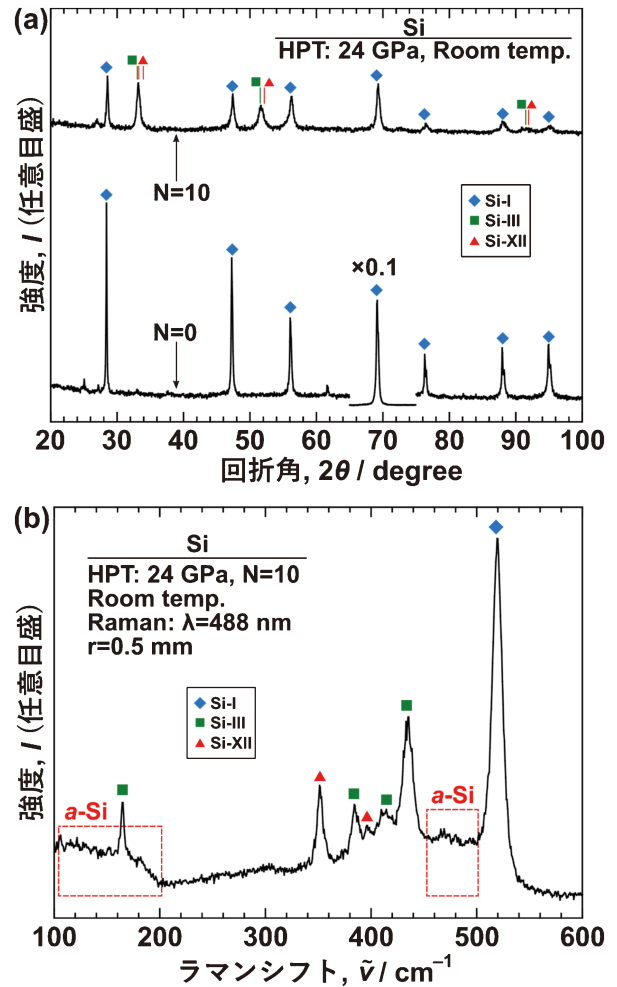 (a)
Si
HPT: 24 GPa, Room temp.
N=10
Si-I
Si-III
Si-XII
×0.1
N=0
強度, I (任意目盛)
20 30 40 50 60 70 80 90 100
回折角, 2θ / degree
(b)
Si
HPT: 24 GPa, N=10
Room temp.
Raman: λ=488 nm
r=0.5 mm
Si-I
Si-III
Si-XII
a-Si
a-Si
強度, I (任意目盛)
100 200 300 400 500 600
ラマンシフト, ν̃ / cm⁻¹